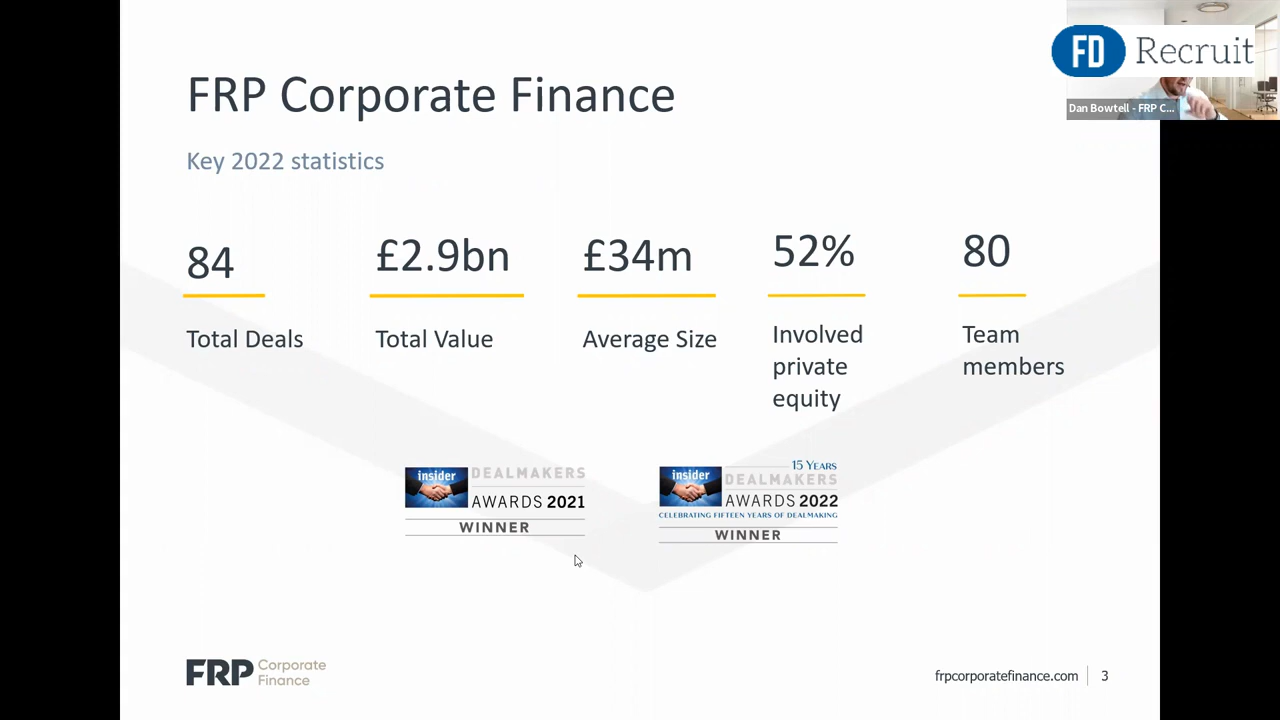 FD Recruit
Dan Bowtell - FRP C...
FRP Corporate Finance
Key 2022 statistics
84
£2.9bn
£34m
52%
80
Total Deals
Total Value
Average Size
Involved
private
equity
Team
members
insider
DEALMAKERS
AWARDS 2021
WINNER
15 YEARS
insider
DEALMAKERS
AWARDS 2022
CELEBRATING FIFTEEN YEARS OF DEALMAKING
WINNER
FRP Corporate
Finance
frpcorporatefinance.com
3